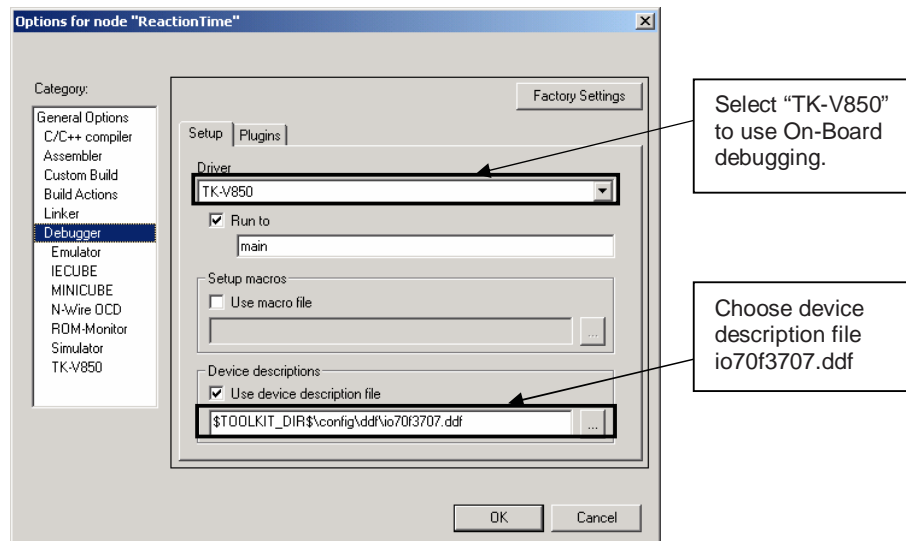 Options for node "ReactionTime"
Category:
General Options
C/C++ compiler
Assembler
Custom Build
Build Actions
Linker
Debugger
Emulator
IECUBE
MINICUBE
N-Wire OCD
ROM-Monitor
Simulator
TK-V850
Factory Settings
Setup
Plugins
Driver
TK-V850
Run to
main
Setup macros
Use macro file
...
Device descriptions
Use device description file
$TOOLKIT_DIR$\config\ddf\io70f3707.ddf
...
OK
Cancel
Select “TK-V850”
to use On-Board
debugging.
Choose device
description file
io70f3707.ddf